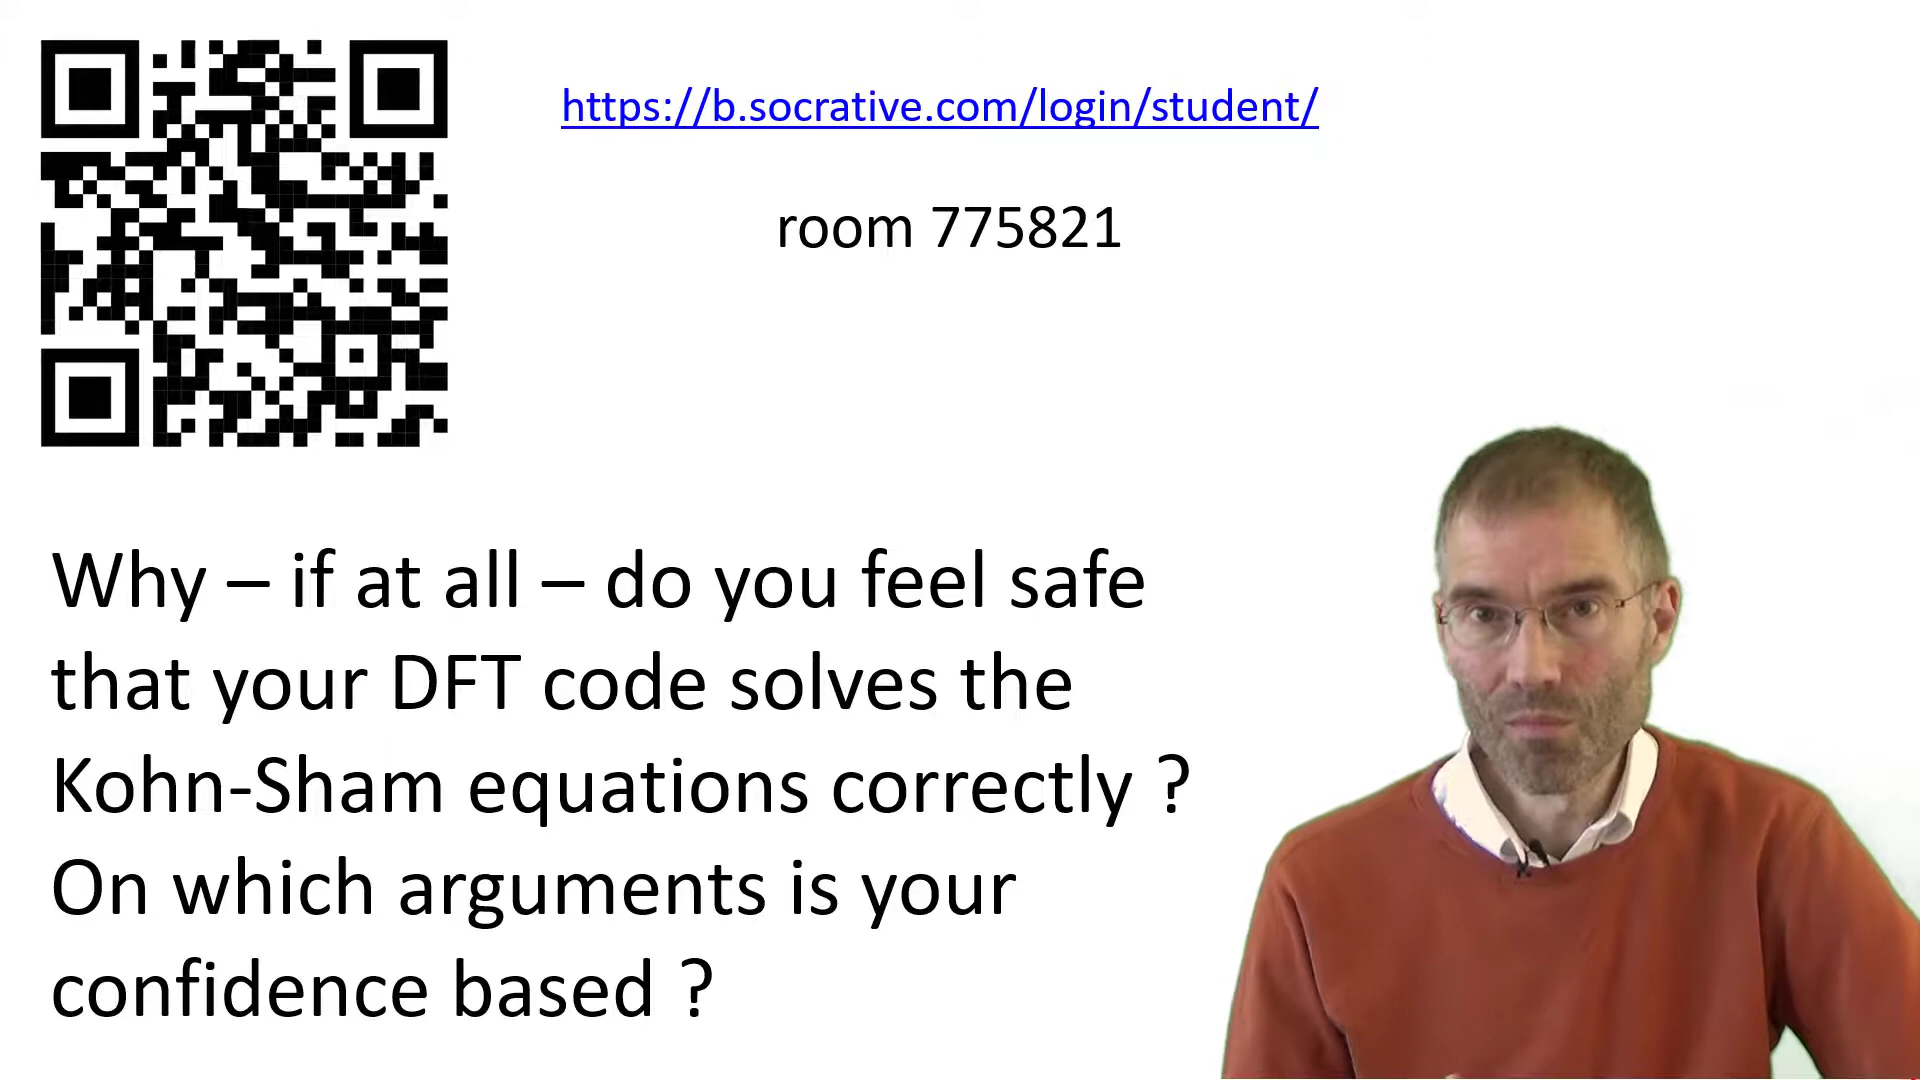 https://b.socrative.com/login/student/
room 775821
Why – if at all – do you feel safe
that your DFT code solves the
Kohn-Sham equations correctly ?
On which arguments is your
confidence based ?